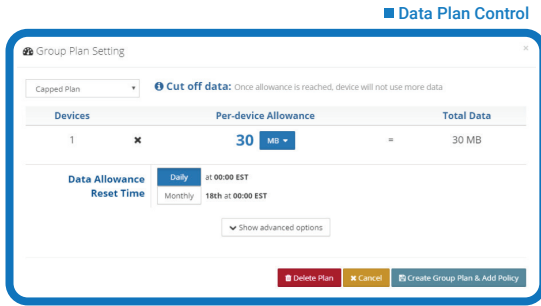 Data Plan Control
Group Plan Setting ×
Capped Plan Cut off data: Once allowance is reached, device will not use more data
Devices Per-device Allowance Total Data
1 × 30 MB = 30 MB
Data Allowance Reset Time
Daily at 00:00 EST
Monthly 18th at 00:00 EST
Show advanced options
Delete Plan × Cancel Create Group Plan & Add Policy